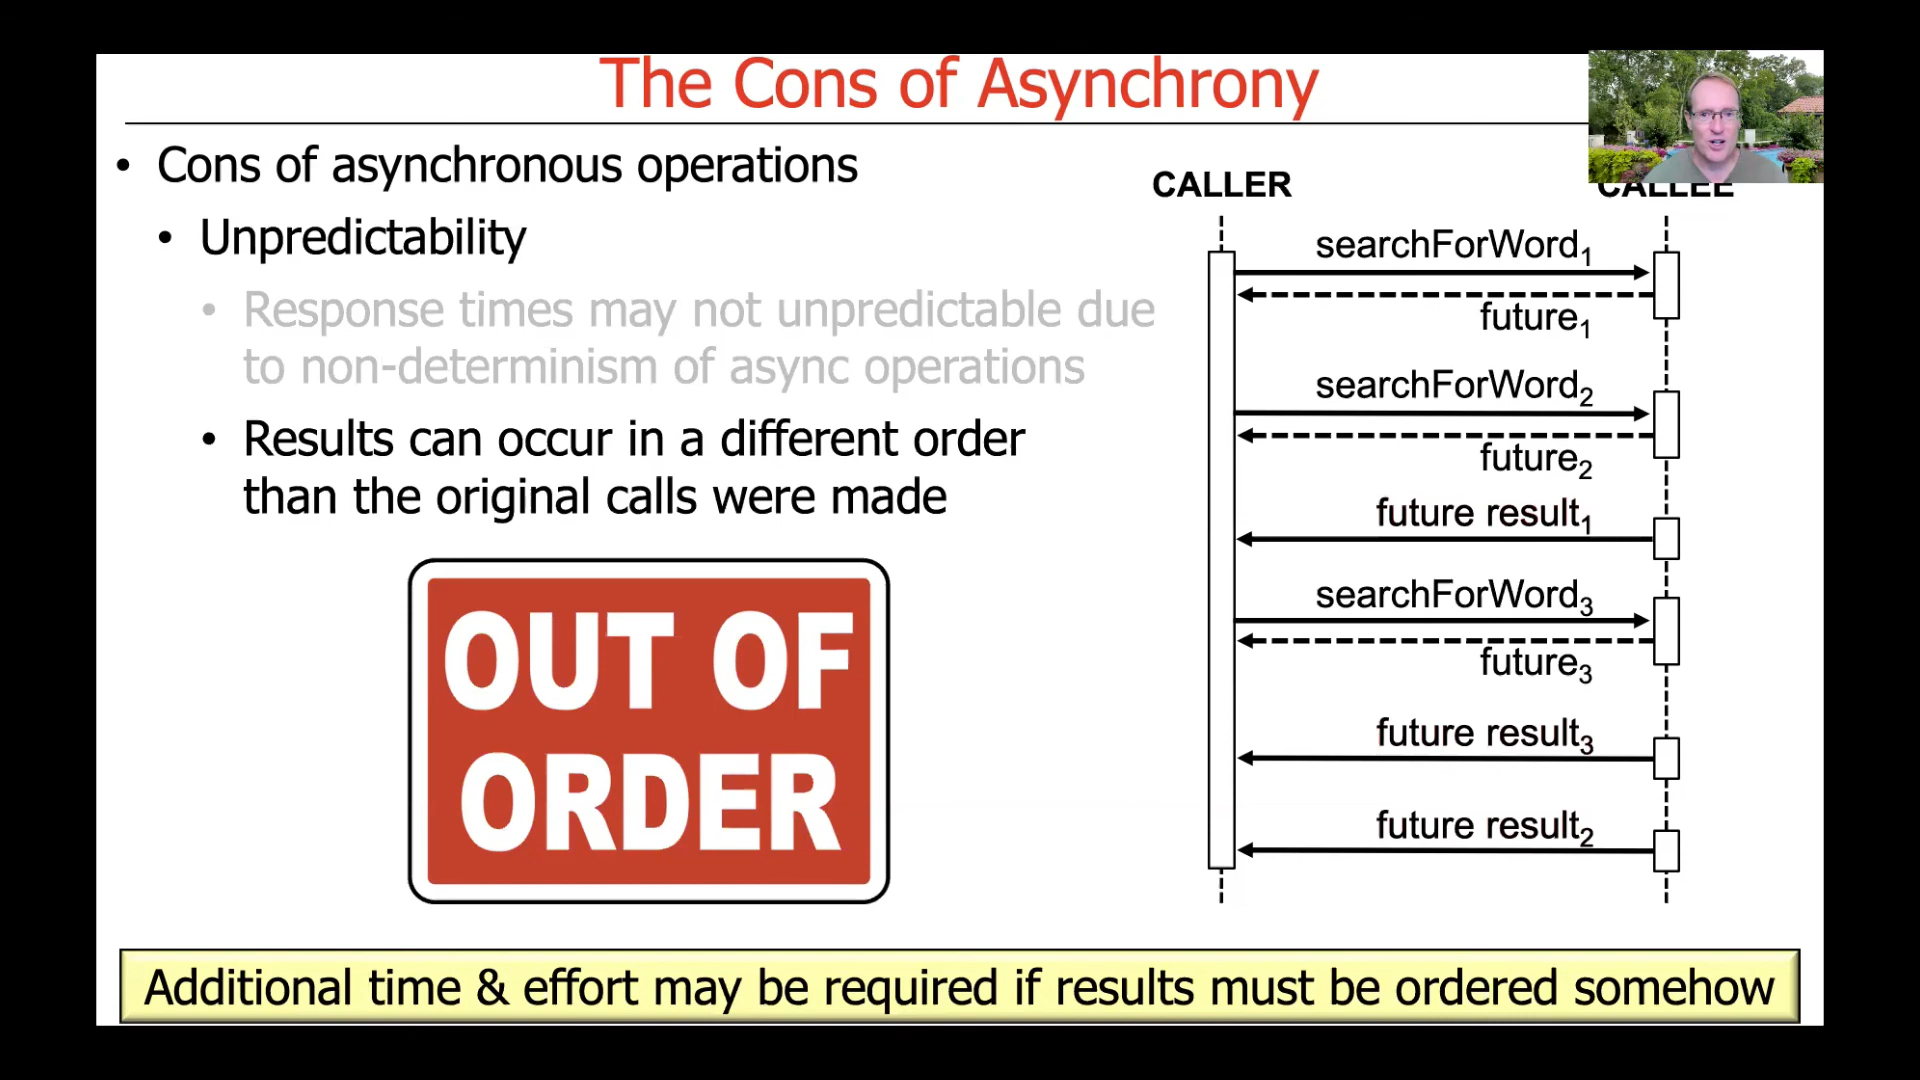 The Cons of Asynchrony
• Cons of asynchronous operations
• Unpredictability
• Response times may not unpredictable due
to non-determinism of async operations
• Results can occur in a different order
than the original calls were made
OUT OF
ORDER
CALLER
CALLEE
searchForWord1
future1
searchForWord2
future2
future result1
searchForWord3
future3
future result3
future result2
Additional time & effort may be required if results must be ordered somehow